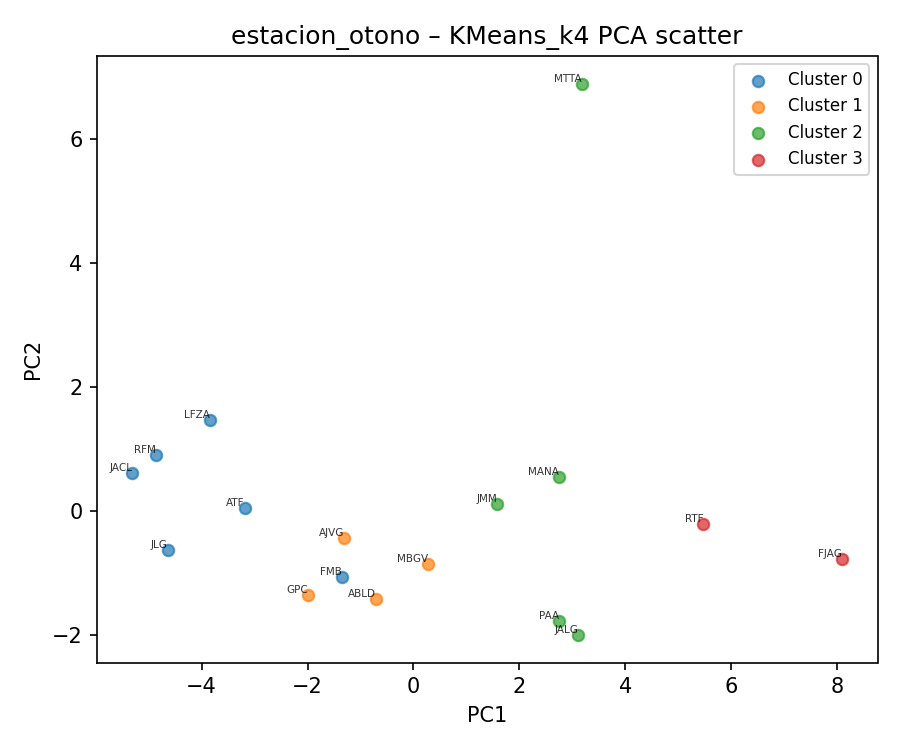 estacion_otono – KMeans_k4 PCA scatter
MTTA
Cluster 0
Cluster 1
Cluster 2
Cluster 3
6
4
PC2
2
LFZA
RFM
JACL
MANA
JMM
ATF
0
RTF
AJVG
JLG
FJAG
MBGV
FMB
GPC
ABLD
PAA
JALG
−2
−4
−2
0
2
4
6
8
PC1